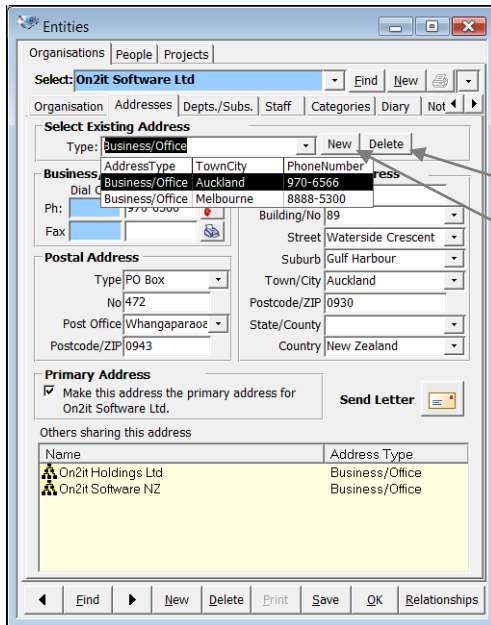 Entities
Organisations People Projects
Select: On2it Software Ltd Find New
Organisation Addresses Depts./Subs. Staff Categories Diary Not
Select Existing Address
Type: Business/Office New Delete
AddressType TownCity PhoneNumber
Business/Office Auckland 970-6566
Business/Office Melbourne 8888-5300
Business
Dial
Ph: 970-6566
Fax
Building/No 89
Street Waterside Crescent
Suburb Gulf Harbour
Town/City Auckland
Postcode/ZIP 0930
State/County
Country New Zealand
Postal Address
Type PO Box
No 472
Post Office Whangaparaoa
Postcode/ZIP 0943
Primary Address
Make this address the primary address for
On2it Software Ltd.
Send Letter
Others sharing this address
Name Address Type
On2it Holdings Ltd Business/Office
On2it Software NZ Business/Office
Find New Delete Print Save OK Relationships